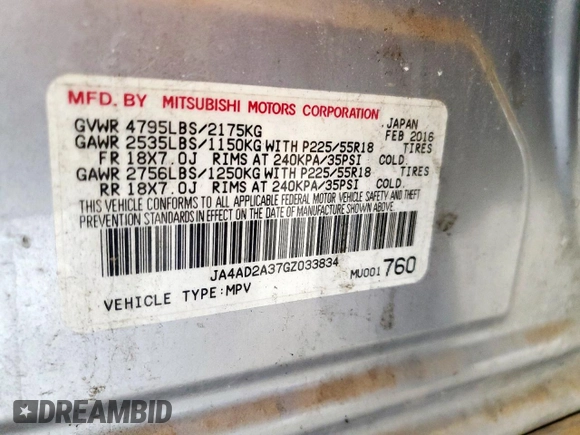 MFD. BY MITSUBISHI MOTORS CORPORATION
GVWR 4795LBS/2175KG JAPAN
FEB 2016
GAWR 2535LBS/1150KG WITH P225/55R18 TIRES
FR 18X7.0J RIMS AT 240KPA/35PSI COLD.
GAWR 2756LBS/1250KG WITH P225/55R18 TIRES
RR 18X7.0J RIMS AT 240KPA/35PSI COLD.
THIS VEHICLE CONFORMS TO ALL APPLICABLE FEDERAL MOTOR VEHICLE SAFETY AND THEFT
PREVENTION STANDARDS IN EFFECT ON THE DATE OF MANUFACTURE SHOWN ABOVE.
JA4AD2A37GZ033834
MU001 760
VEHICLE TYPE:MPV
DREAMBID